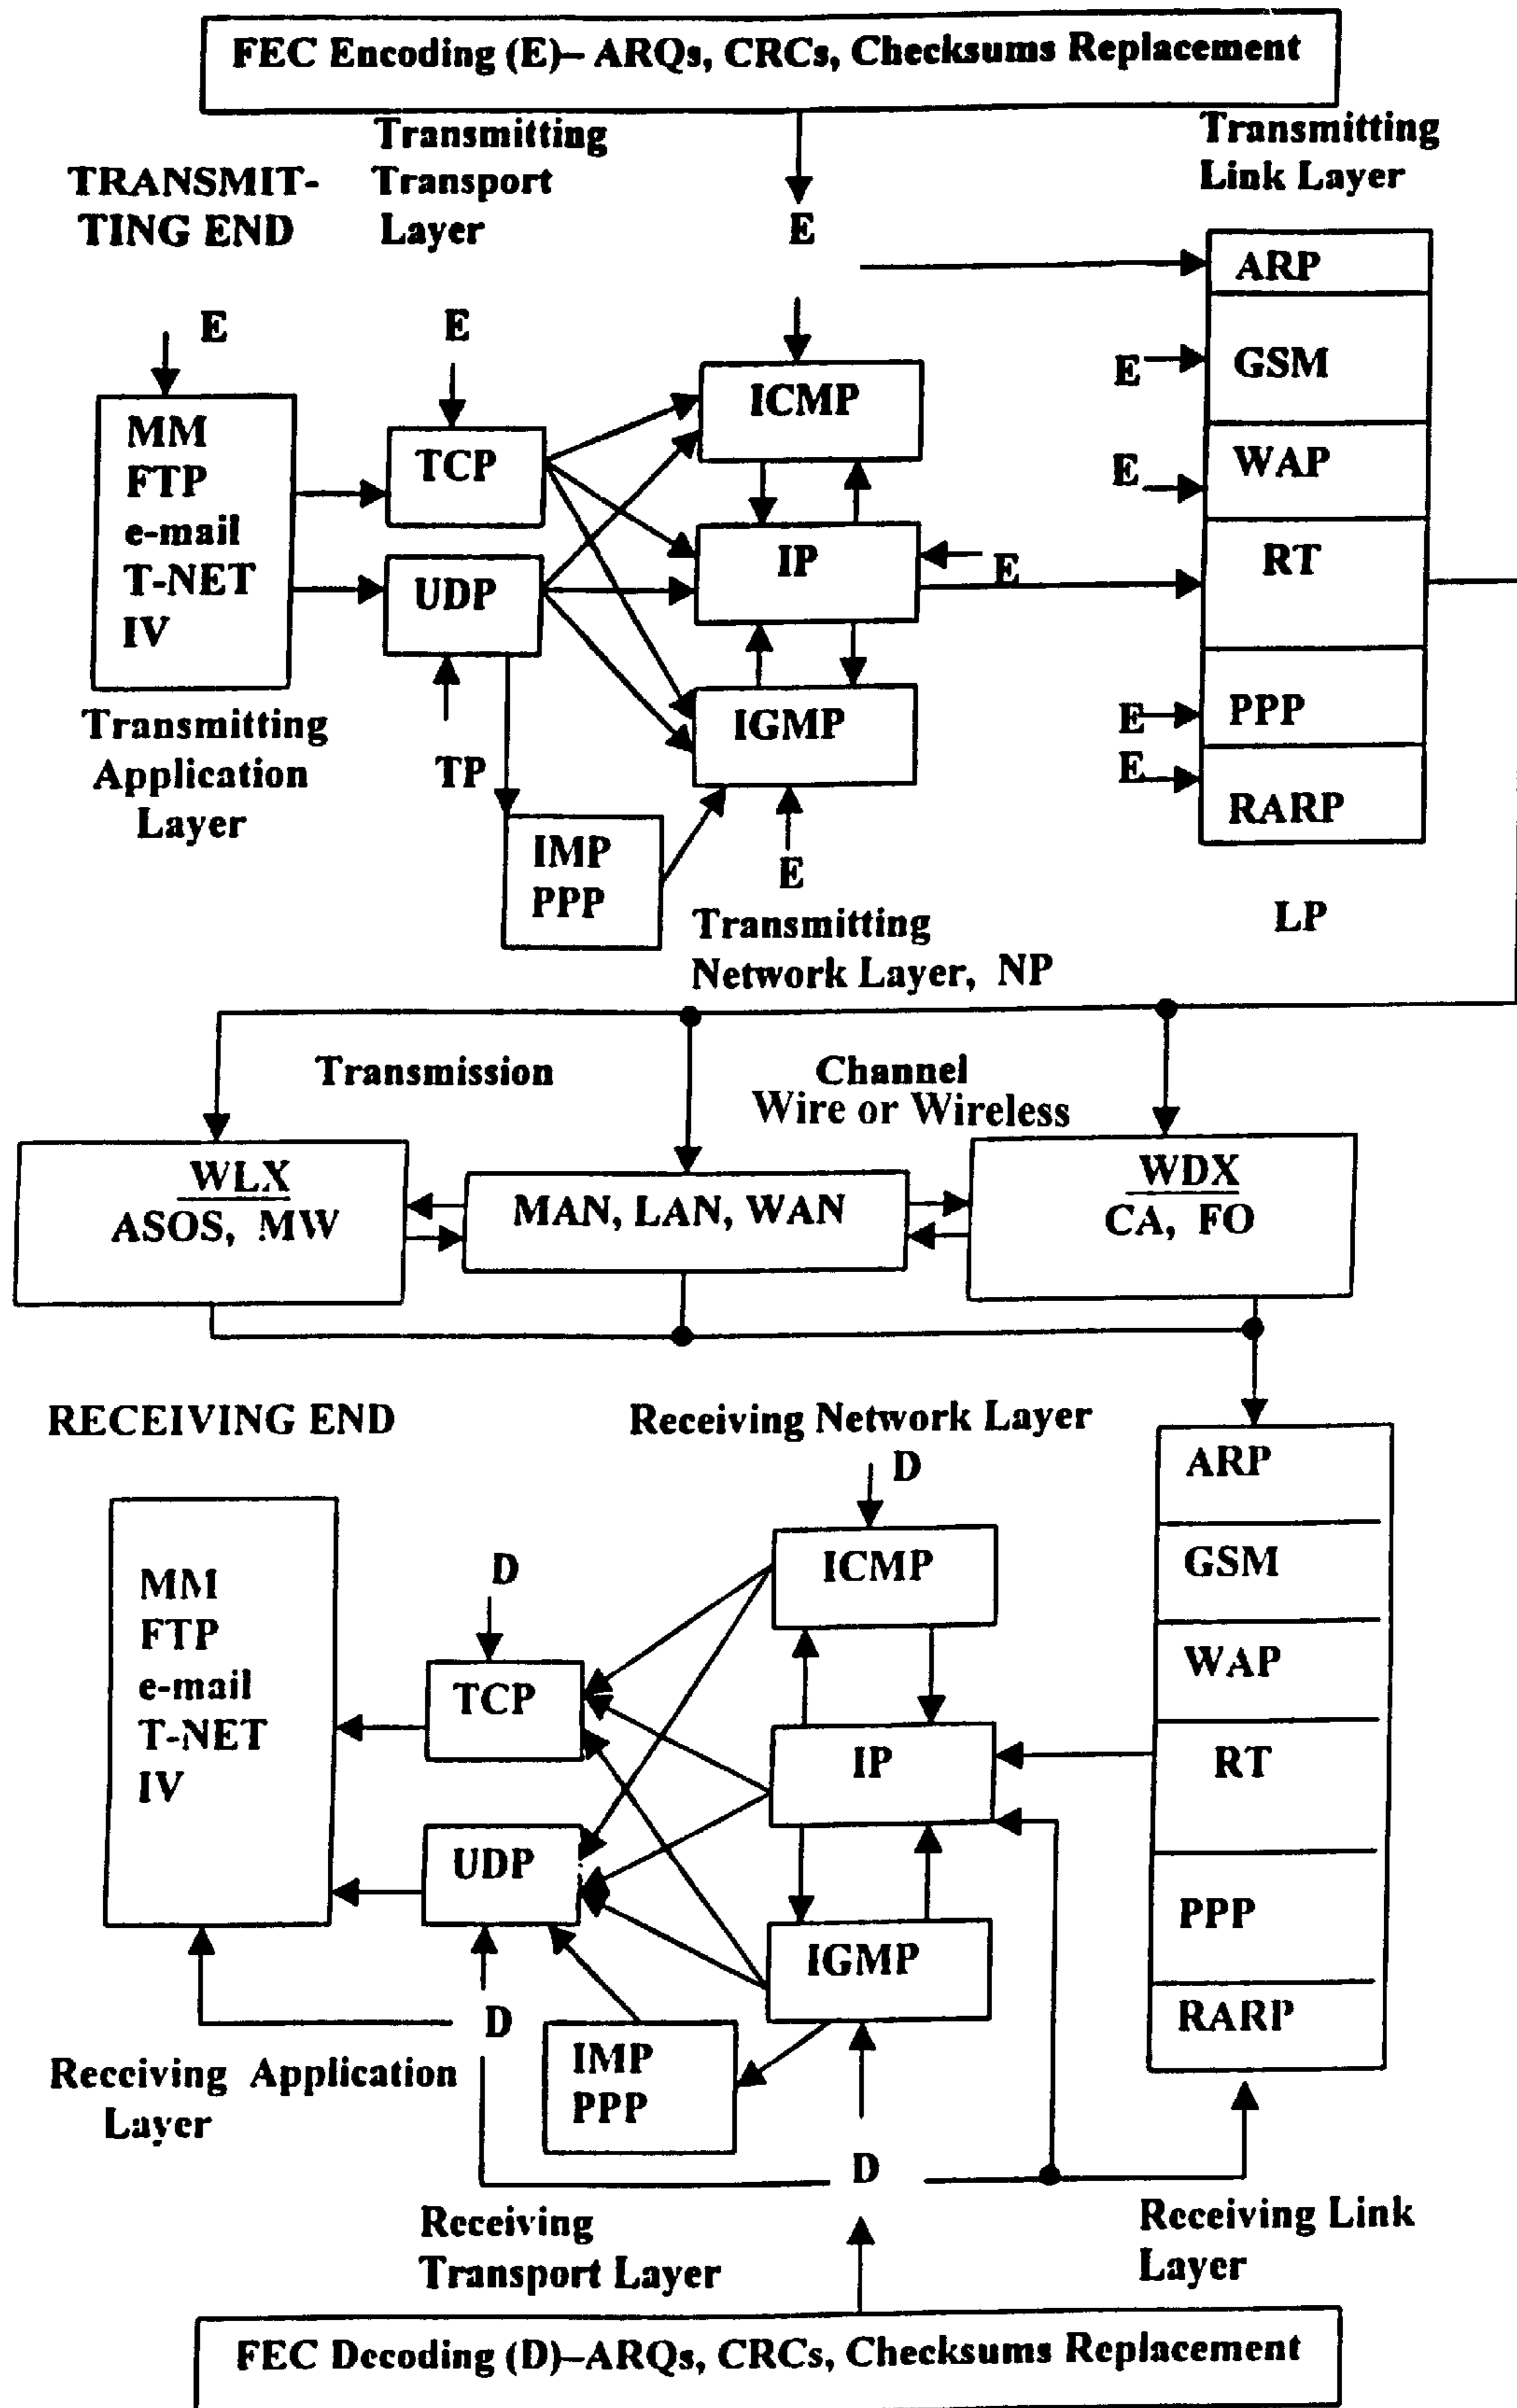 FEC Encoding (E)– ARQs, CRCs, Checksums Replacement
TRANSMIT-
TING END
Transmitting
Transport
Layer
E
Transmitting
Link Layer
E
MM
FTP
e-mail
T-NET
IV
Transmitting
Application
Layer
E
TCP
UDP
TP
IMP
PPP
ICMP
IP
E
IGMP
E
Transmitting
Network Layer, NP
ARP
E
GSM
E
WAP
RT
E
PPP
E
RARP
LP
Transmission
Channel
Wire or Wireless
WLX
ASOS, MW
MAN, LAN, WAN
WDX
CA, FO
RECEIVING END
Receiving Network Layer
D
MM
FTP
e-mail
T-NET
IV
D
TCP
UDP
D
ICMP
IP
IGMP
IMP
PPP
D
ARP
GSM
WAP
RT
PPP
RARP
Receiving Application
Layer
Receiving
Transport Layer
Receiving Link
Layer
FEC Decoding (D)–ARQs, CRCs, Checksums Replacement